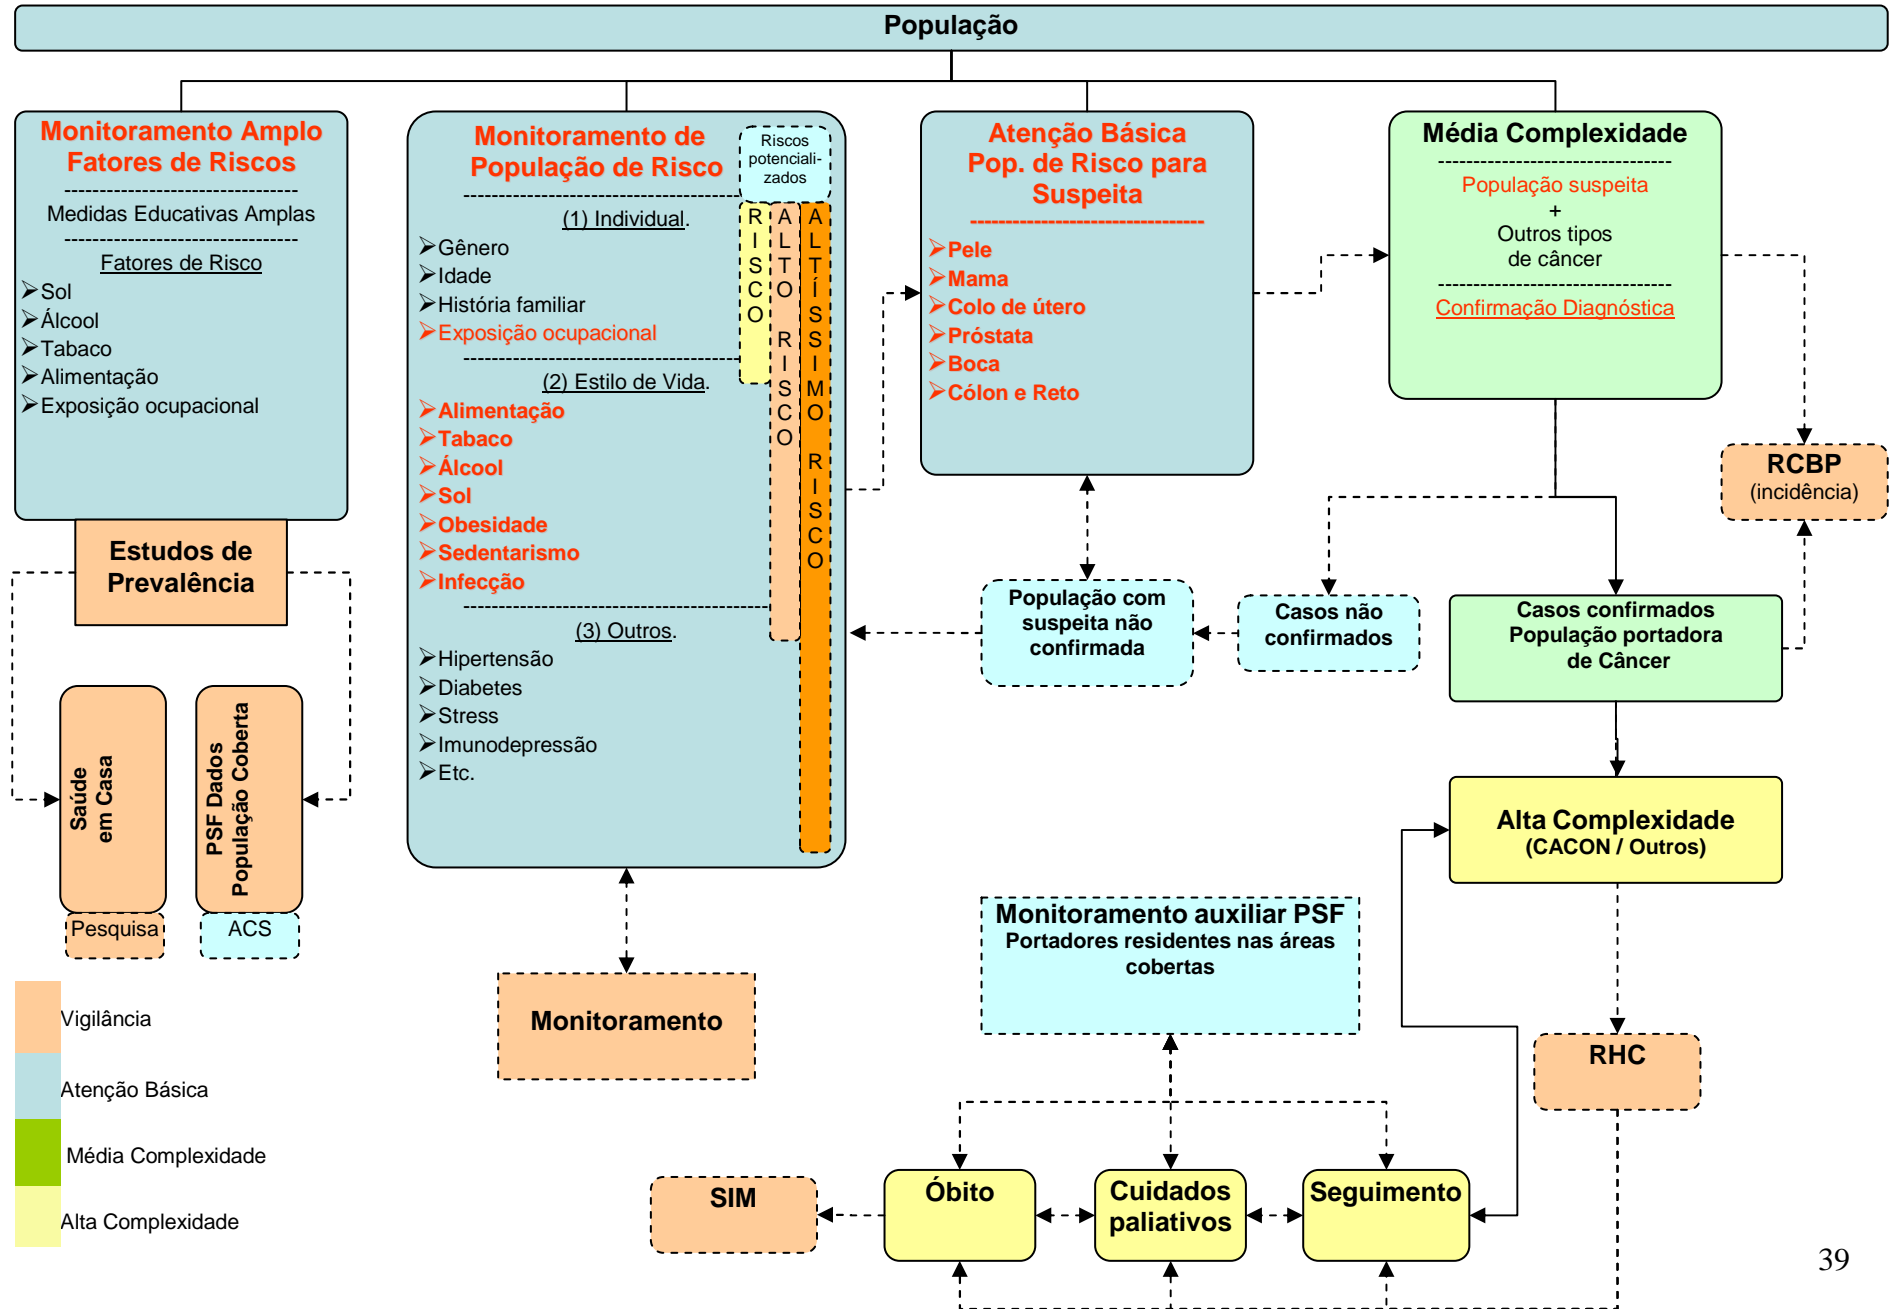 População
Monitoramento Amplo
Fatores de Riscos
Medidas Educativas Amplas
Fatores de Risco
Sol
Álcool
Tabaco
Alimentação
Exposição ocupacional
Estudos de
Prevalência
Saúde
em Casa
Pesquisa
PSF Dados
População Coberta
ACS
Monitoramento de
População de Risco
Riscos
potenciali-
zados
(1) Individual.
Gênero
Idade
História familiar
Exposição ocupacional
(2) Estilo de Vida.
Alimentação
Tabaco
Álcool
Sol
Obesidade
Sedentarismo
Infecção
(3) Outros.
Hipertensão
Diabetes
Stress
Imunodepressão
Etc.
RISCO
ALTO RISCO
ALTÍSSIMO RISCO
Monitoramento
Atenção Básica
Pop. de Risco para
Suspeita
Pele
Mama
Colo de útero
Próstata
Boca
Cólon e Reto
Média Complexidade
População suspeita
+
Outros tipos
de câncer
Confirmação Diagnóstica
RCBP
(incidência)
População com
suspeita não
confirmada
Casos não
confirmados
Casos confirmados
População portadora
de Câncer
Alta Complexidade
(CACON / Outros)
Monitoramento auxiliar PSF
Portadores residentes nas áreas
cobertas
RHC
SIM
Óbito
Cuidados
paliativos
Seguimento
Vigilância
Atenção Básica
Média Complexidade
Alta Complexidade
39